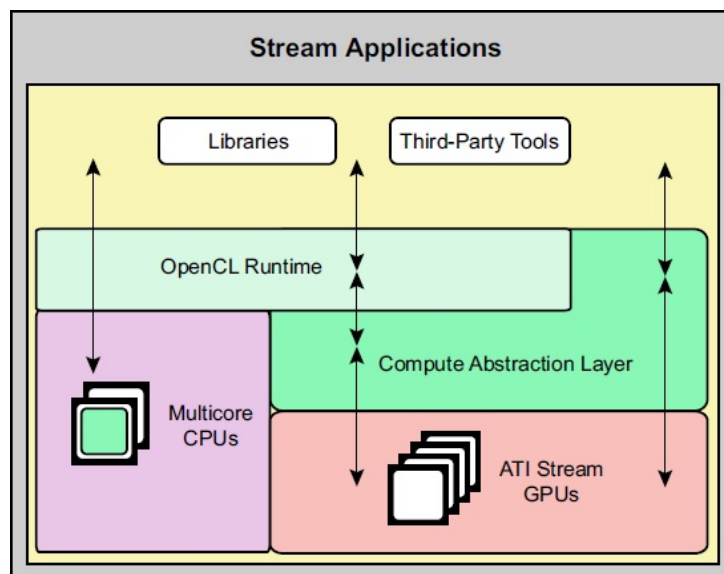 Stream Applications
Libraries
Third-Party Tools
OpenCL Runtime
Compute Abstraction Layer
Multicore
CPUs
ATI Stream
GPUs